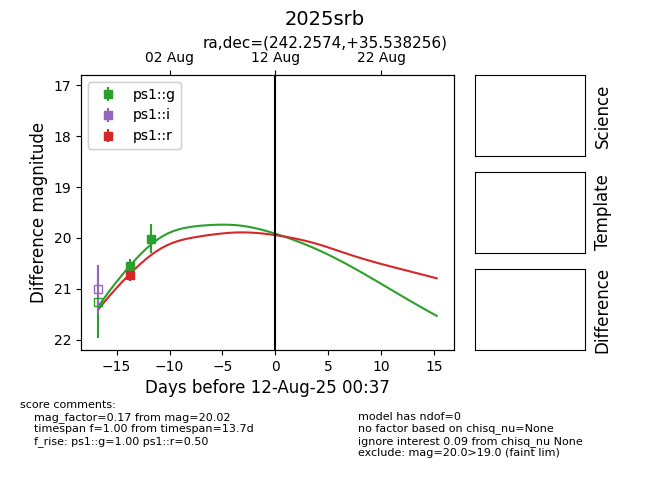 2025srb
ra,dec=(242.2574,+35.538256)
02 Aug 12 Aug 22 Aug
17
18
19
20
21
22
Difference magnitude
ps1::g
ps1::i
ps1::r
−15 −10 −5 0 5 10 15
Days before 12-Aug-25 00:37
Science
Template
Difference
score comments:
mag_factor=0.17 from mag=20.02
timespan f=1.00 from timespan=13.7d
f_rise: ps1::g=1.00 ps1::r=0.50
model has ndof=0
no factor based on chisq_nu=None
ignore interest 0.09 from chisq_nu None
exclude: mag=20.0>19.0 (faint lim)